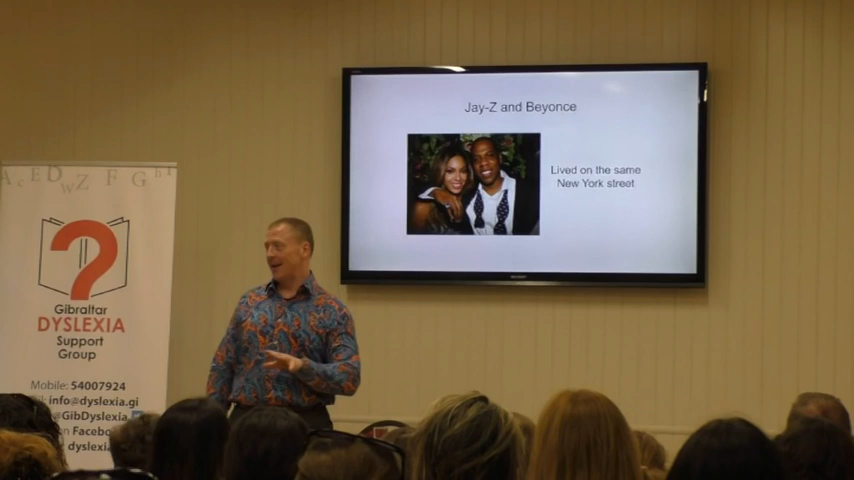 Jay-Z and Beyonce
Lived on the same
New York street
A c E D W Z F G
Gibraltar
DYSLEXIA
Support
Group
Mobile: 54007924
info@dyslexia.gi
@GibDyslexia